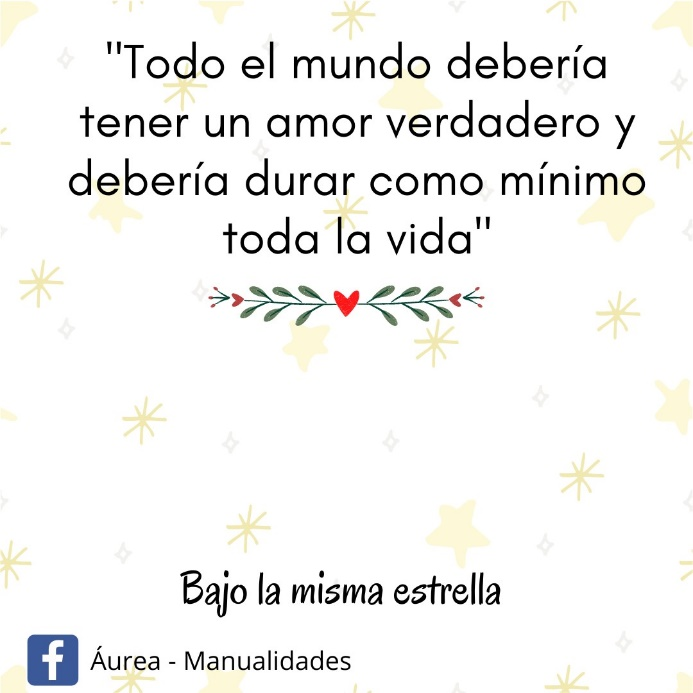 "Todo el mundo debería
tener un amor verdadero y
debería durar como mínimo
toda la vida"
Bajo la misma estrella
Áurea - Manualidades